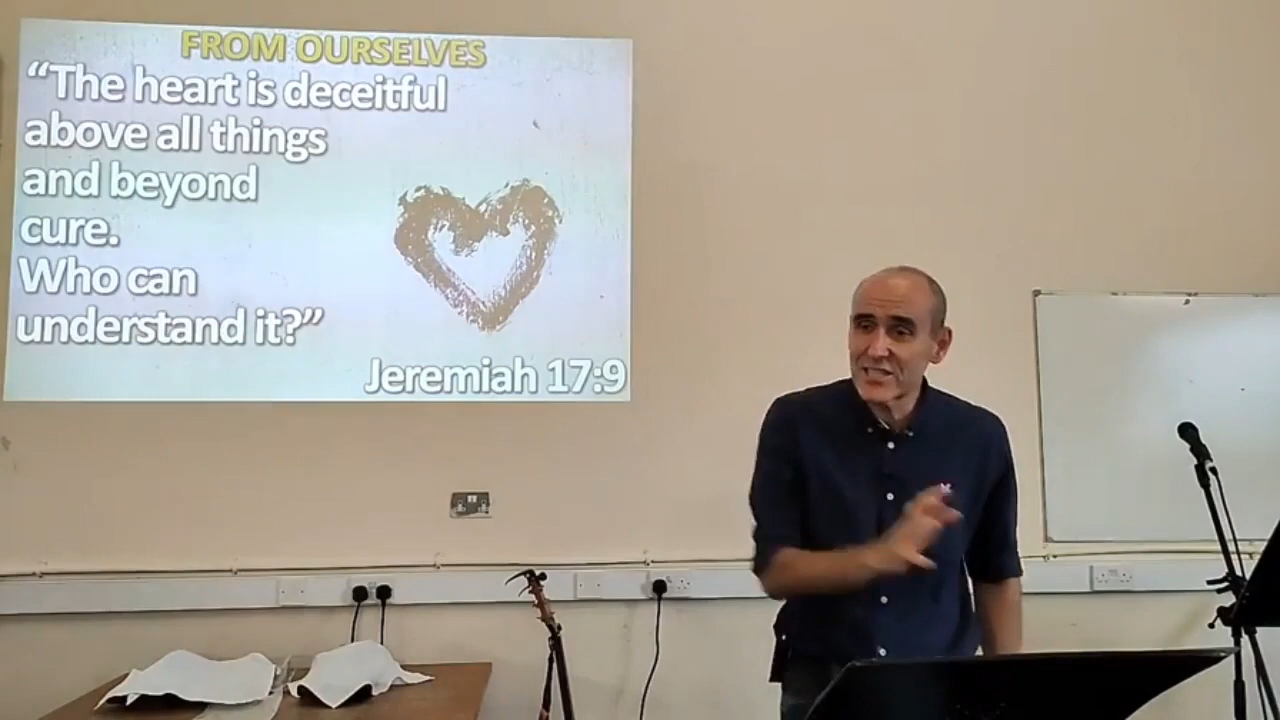 FROM OURSELVES
“The heart is deceitful
above all things
and beyond
cure.
Who can
understand it?”
Jeremiah 17:9